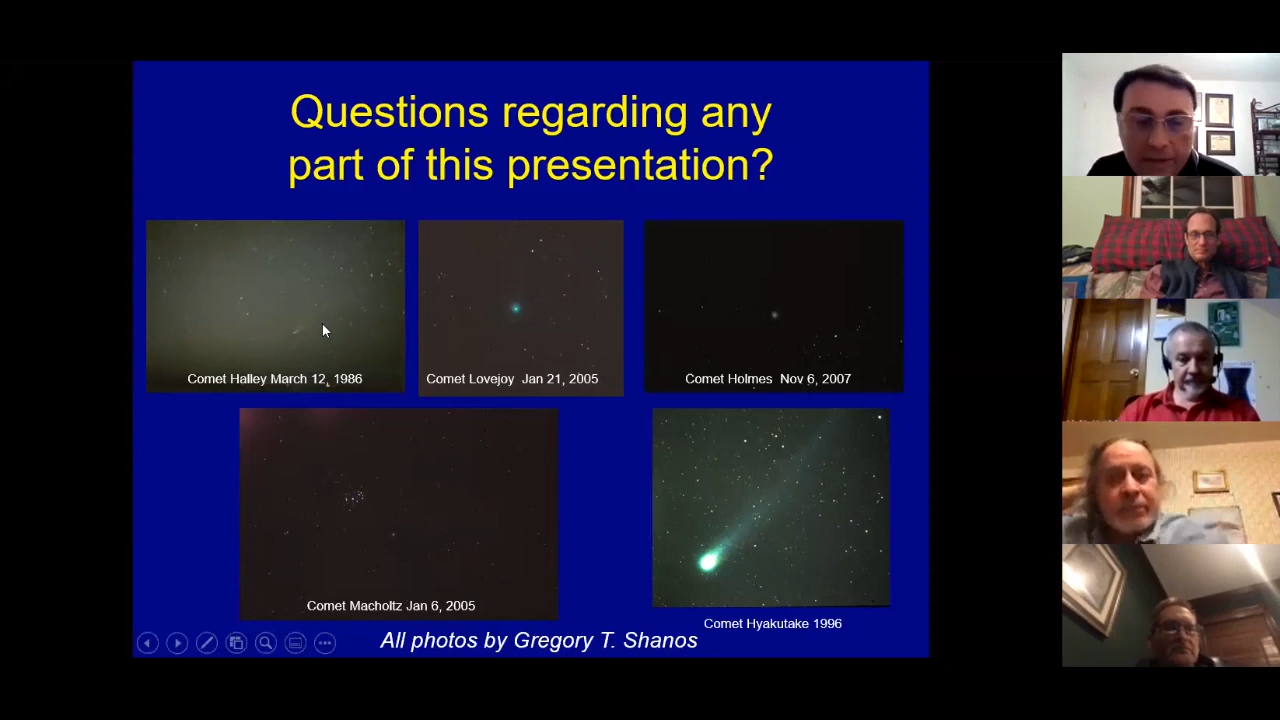 Questions regarding any
part of this presentation?
Comet Halley March 12, 1986
Comet Lovejoy Jan 21, 2005
Comet Holmes Nov 6, 2007
Comet Macholtz Jan 6, 2005
Comet Hyakutake 1996
All photos by Gregory T. Shanos